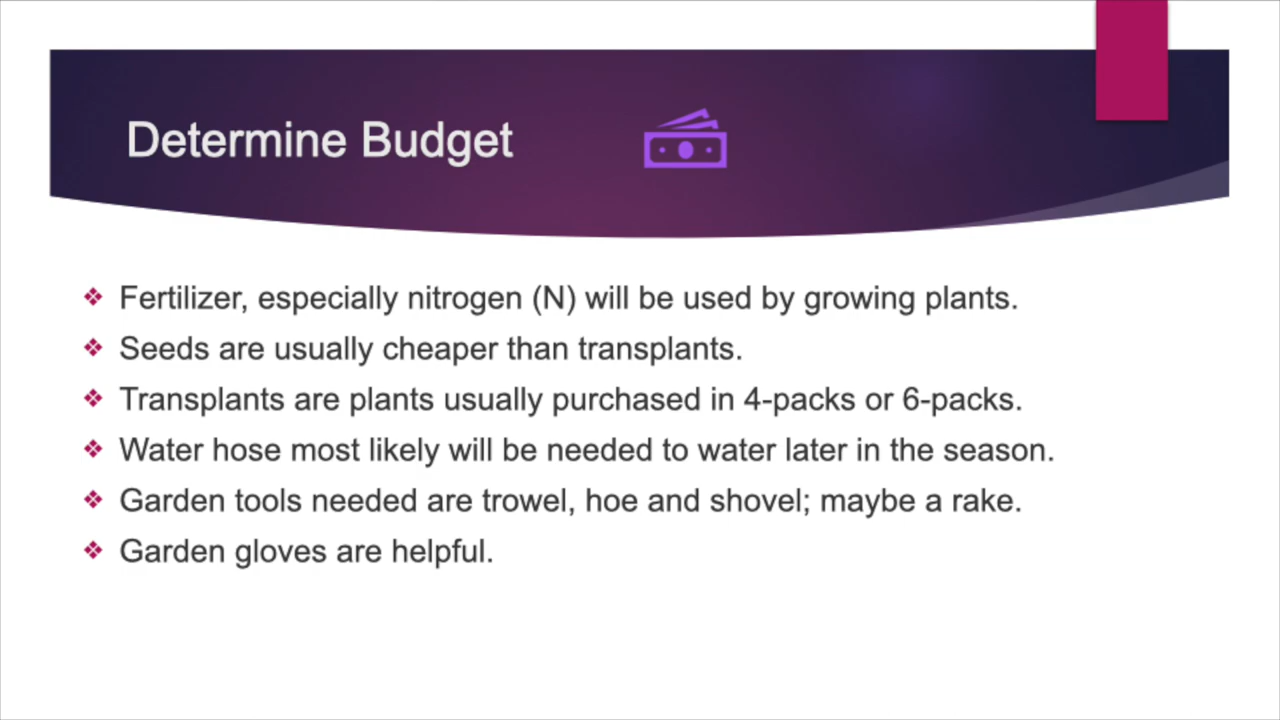 Determine Budget
❖ Fertilizer, especially nitrogen (N) will be used by growing plants.
❖ Seeds are usually cheaper than transplants.
❖ Transplants are plants usually purchased in 4-packs or 6-packs.
❖ Water hose most likely will be needed to water later in the season.
❖ Garden tools needed are trowel, hoe and shovel; maybe a rake.
❖ Garden gloves are helpful.